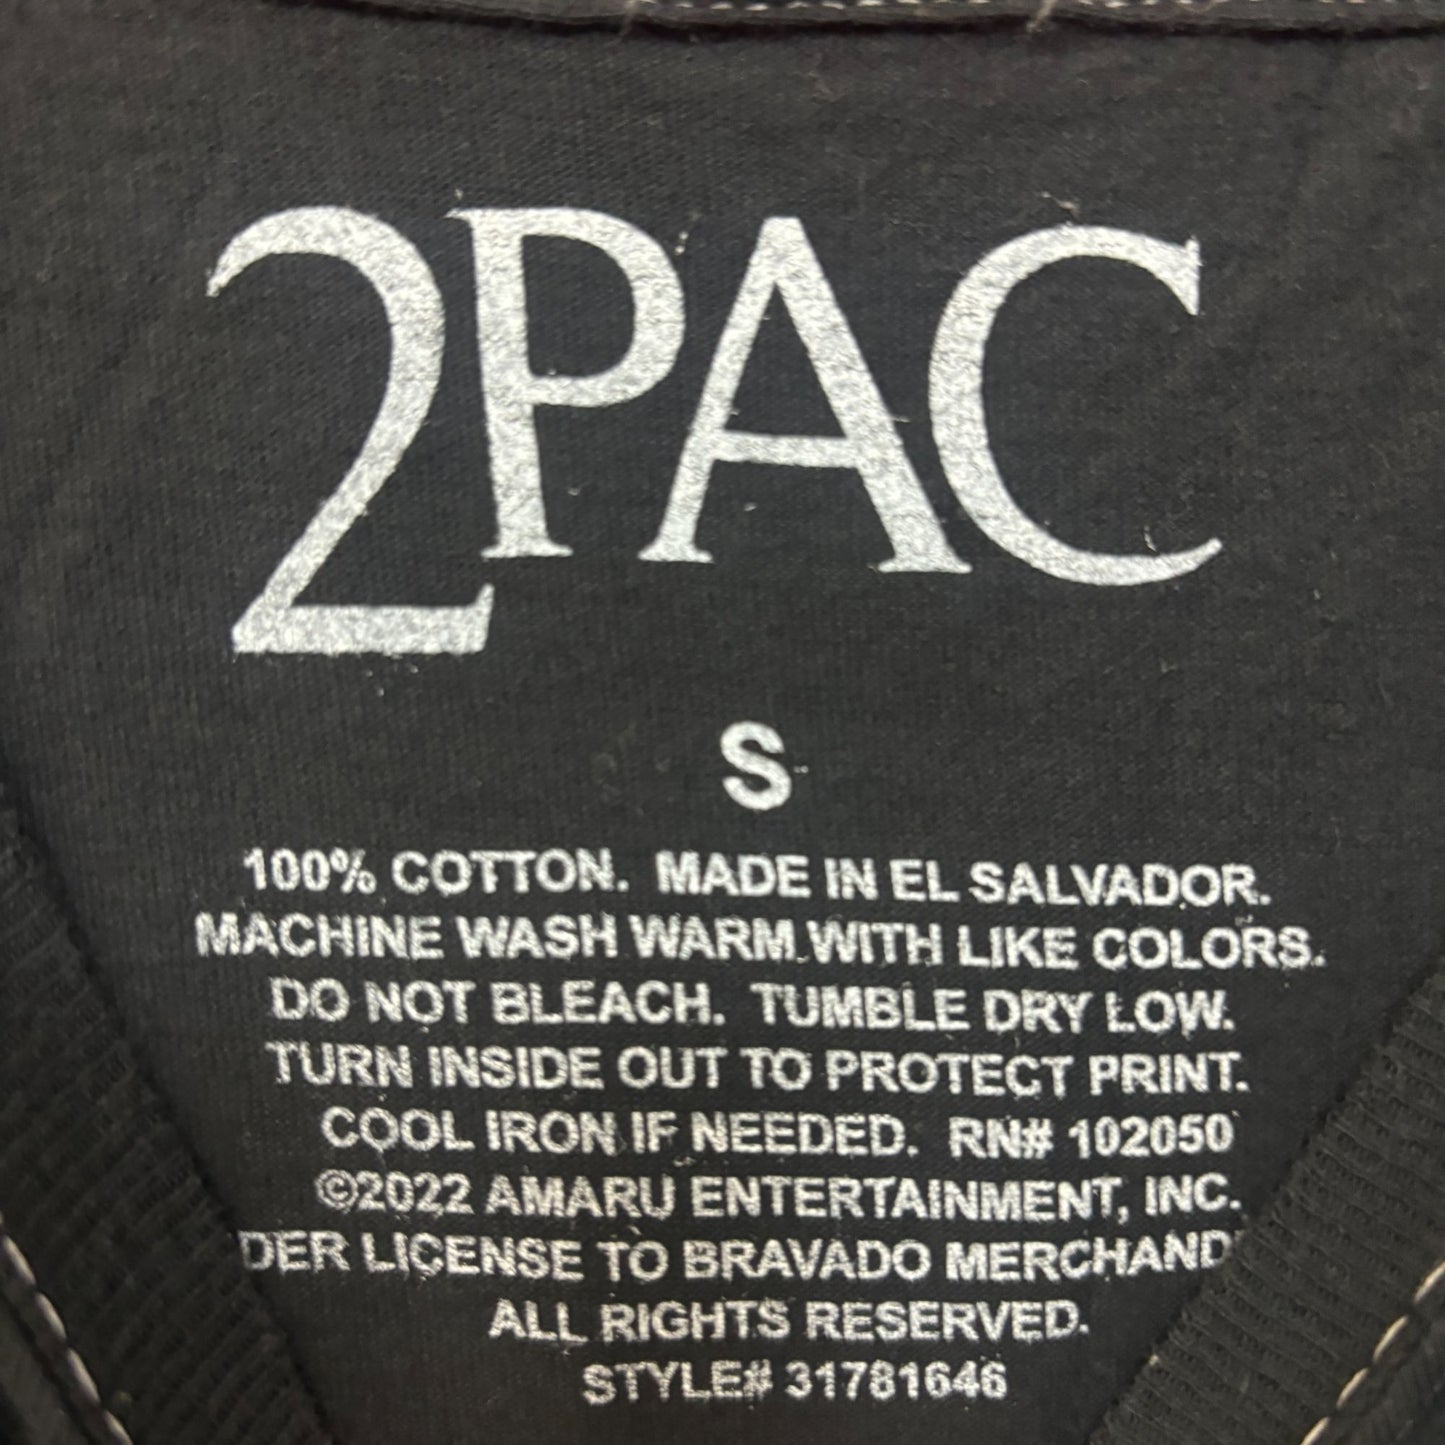 2PAC
S
100% COTTON. MADE IN EL SALVADOR.
MACHINE WASH WARM WITH LIKE COLORS.
DO NOT BLEACH. TUMBLE DRY LOW.
TURN INSIDE OUT TO PROTECT PRINT.
COOL IRON IF NEEDED. RN# 102050
©2022 AMARU ENTERTAINMENT, INC.
LICENSE TO BRAVADO
ALL RIGHTS RESERVED.
STYLE# 31781646